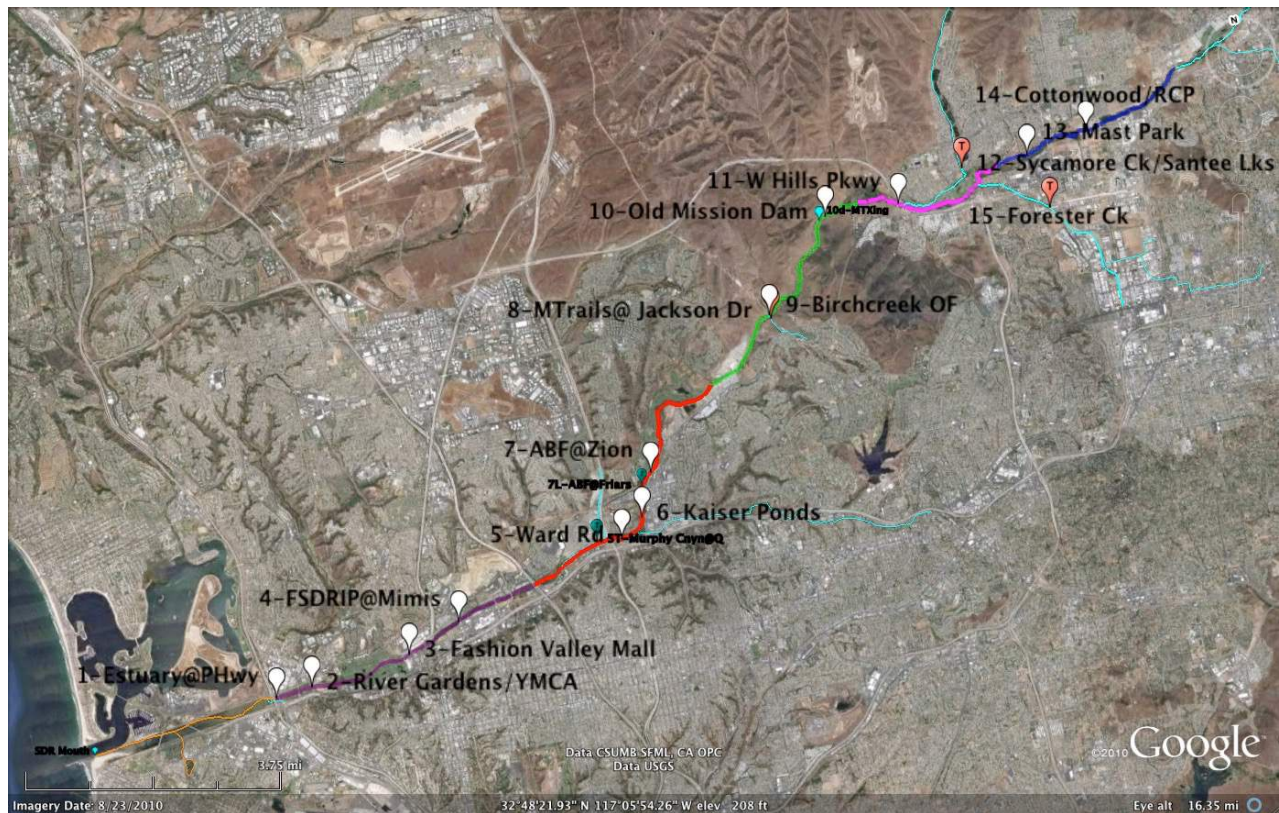 N
14-Cottonwood/RCP
13-Mast Park
T
12-Sycamore Ck/Santee Lks
11-W Hills Pkwy
T
10-Old Mission Dam
10d-MTXing
15-Forester Ck
8-MTrails@ Jackson Dr
9-Birchcreek OF
7-ABF@Zion
7L-ABF@Friars
6-Kaiser Ponds
5-Ward Rd
5T-Murphy Cnyn@Q
4-FSDRIP@Mimis
3-Fashion Valley Mall
1-Estuary@PHwy
2-River Gardens/YMCA
SDR Mouth
3.75 mi
Data CSUMB SFML, CA OPC
Data USGS
©2010 Google
Imagery Date: 8/23/2010
32°48'21.93" N 117°05'54.26" W elev 208 ft
Eye alt 16.35 mi